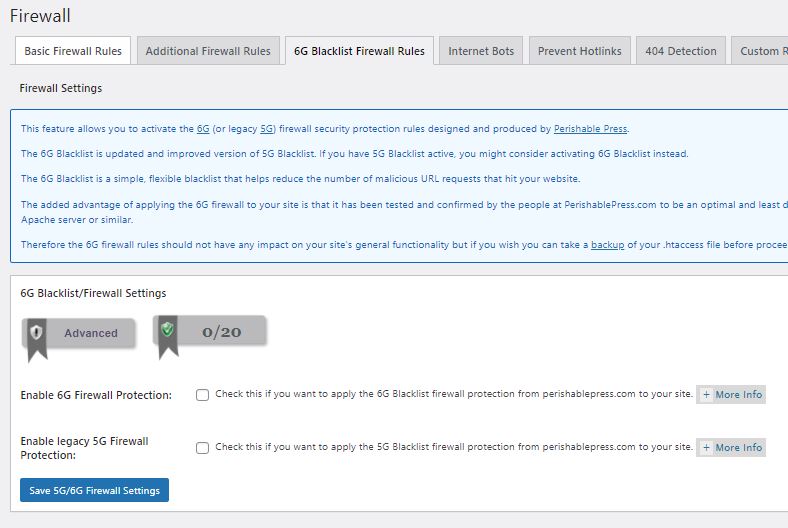 Firewall
Basic Firewall Rules
Additional Firewall Rules
6G Blacklist Firewall Rules
Internet Bots
Prevent Hotlinks
404 Detection
Custom R
Firewall Settings
This feature allows you to activate the 6G (or legacy 5G) firewall security protection rules designed and produced by Perishable Press.
The 6G Blacklist is updated and improved version of 5G Blacklist. If you have 5G Blacklist active, you might consider activating 6G Blacklist instead.
The 6G Blacklist is a simple, flexible blacklist that helps reduce the number of malicious URL requests that hit your website.
The added advantage of applying the 6G firewall to your site is that it has been tested and confirmed by the people at PerishablePress.com to be an optimal and least d
Apache server or similar.
Therefore the 6G firewall rules should not have any impact on your site's general functionality but if you wish you can take a backup of your .htaccess file before procee
6G Blacklist/Firewall Settings
Advanced
0/20
Enable 6G Firewall Protection:
Check this if you want to apply the 6G Blacklist firewall protection from perishablepress.com to your site.
+ More Info
Enable legacy 5G Firewall
Protection:
Check this if you want to apply the 5G Blacklist firewall protection from perishablepress.com to your site.
+ More Info
Save 5G/6G Firewall Settings